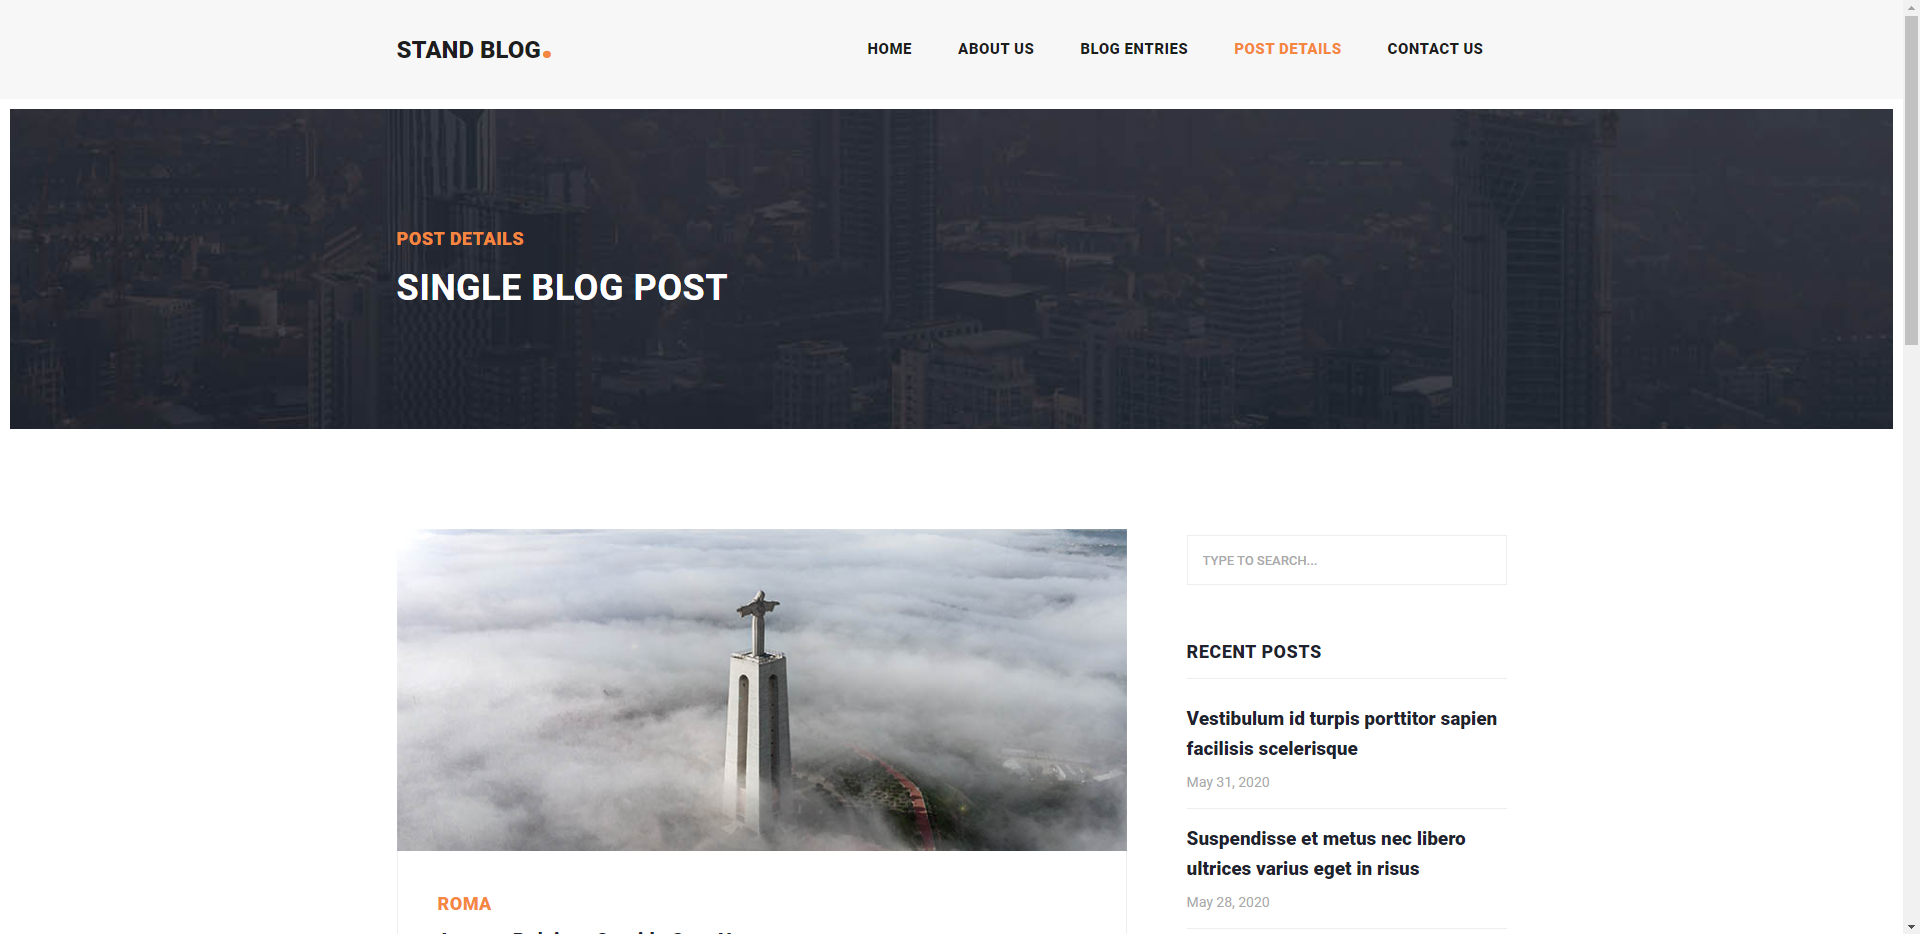 STAND BLOG.
HOME
ABOUT US
BLOG ENTRIES
POST DETAILS
CONTACT US
POST DETAILS
SINGLE BLOG POST
TYPE TO SEARCH...
RECENT POSTS
Vestibulum id turpis porttitor sapien
facilisis scelerisque
May 31, 2020
Suspendisse et metus nec libero
ultrices varius eget in risus
May 28, 2020
ROMA